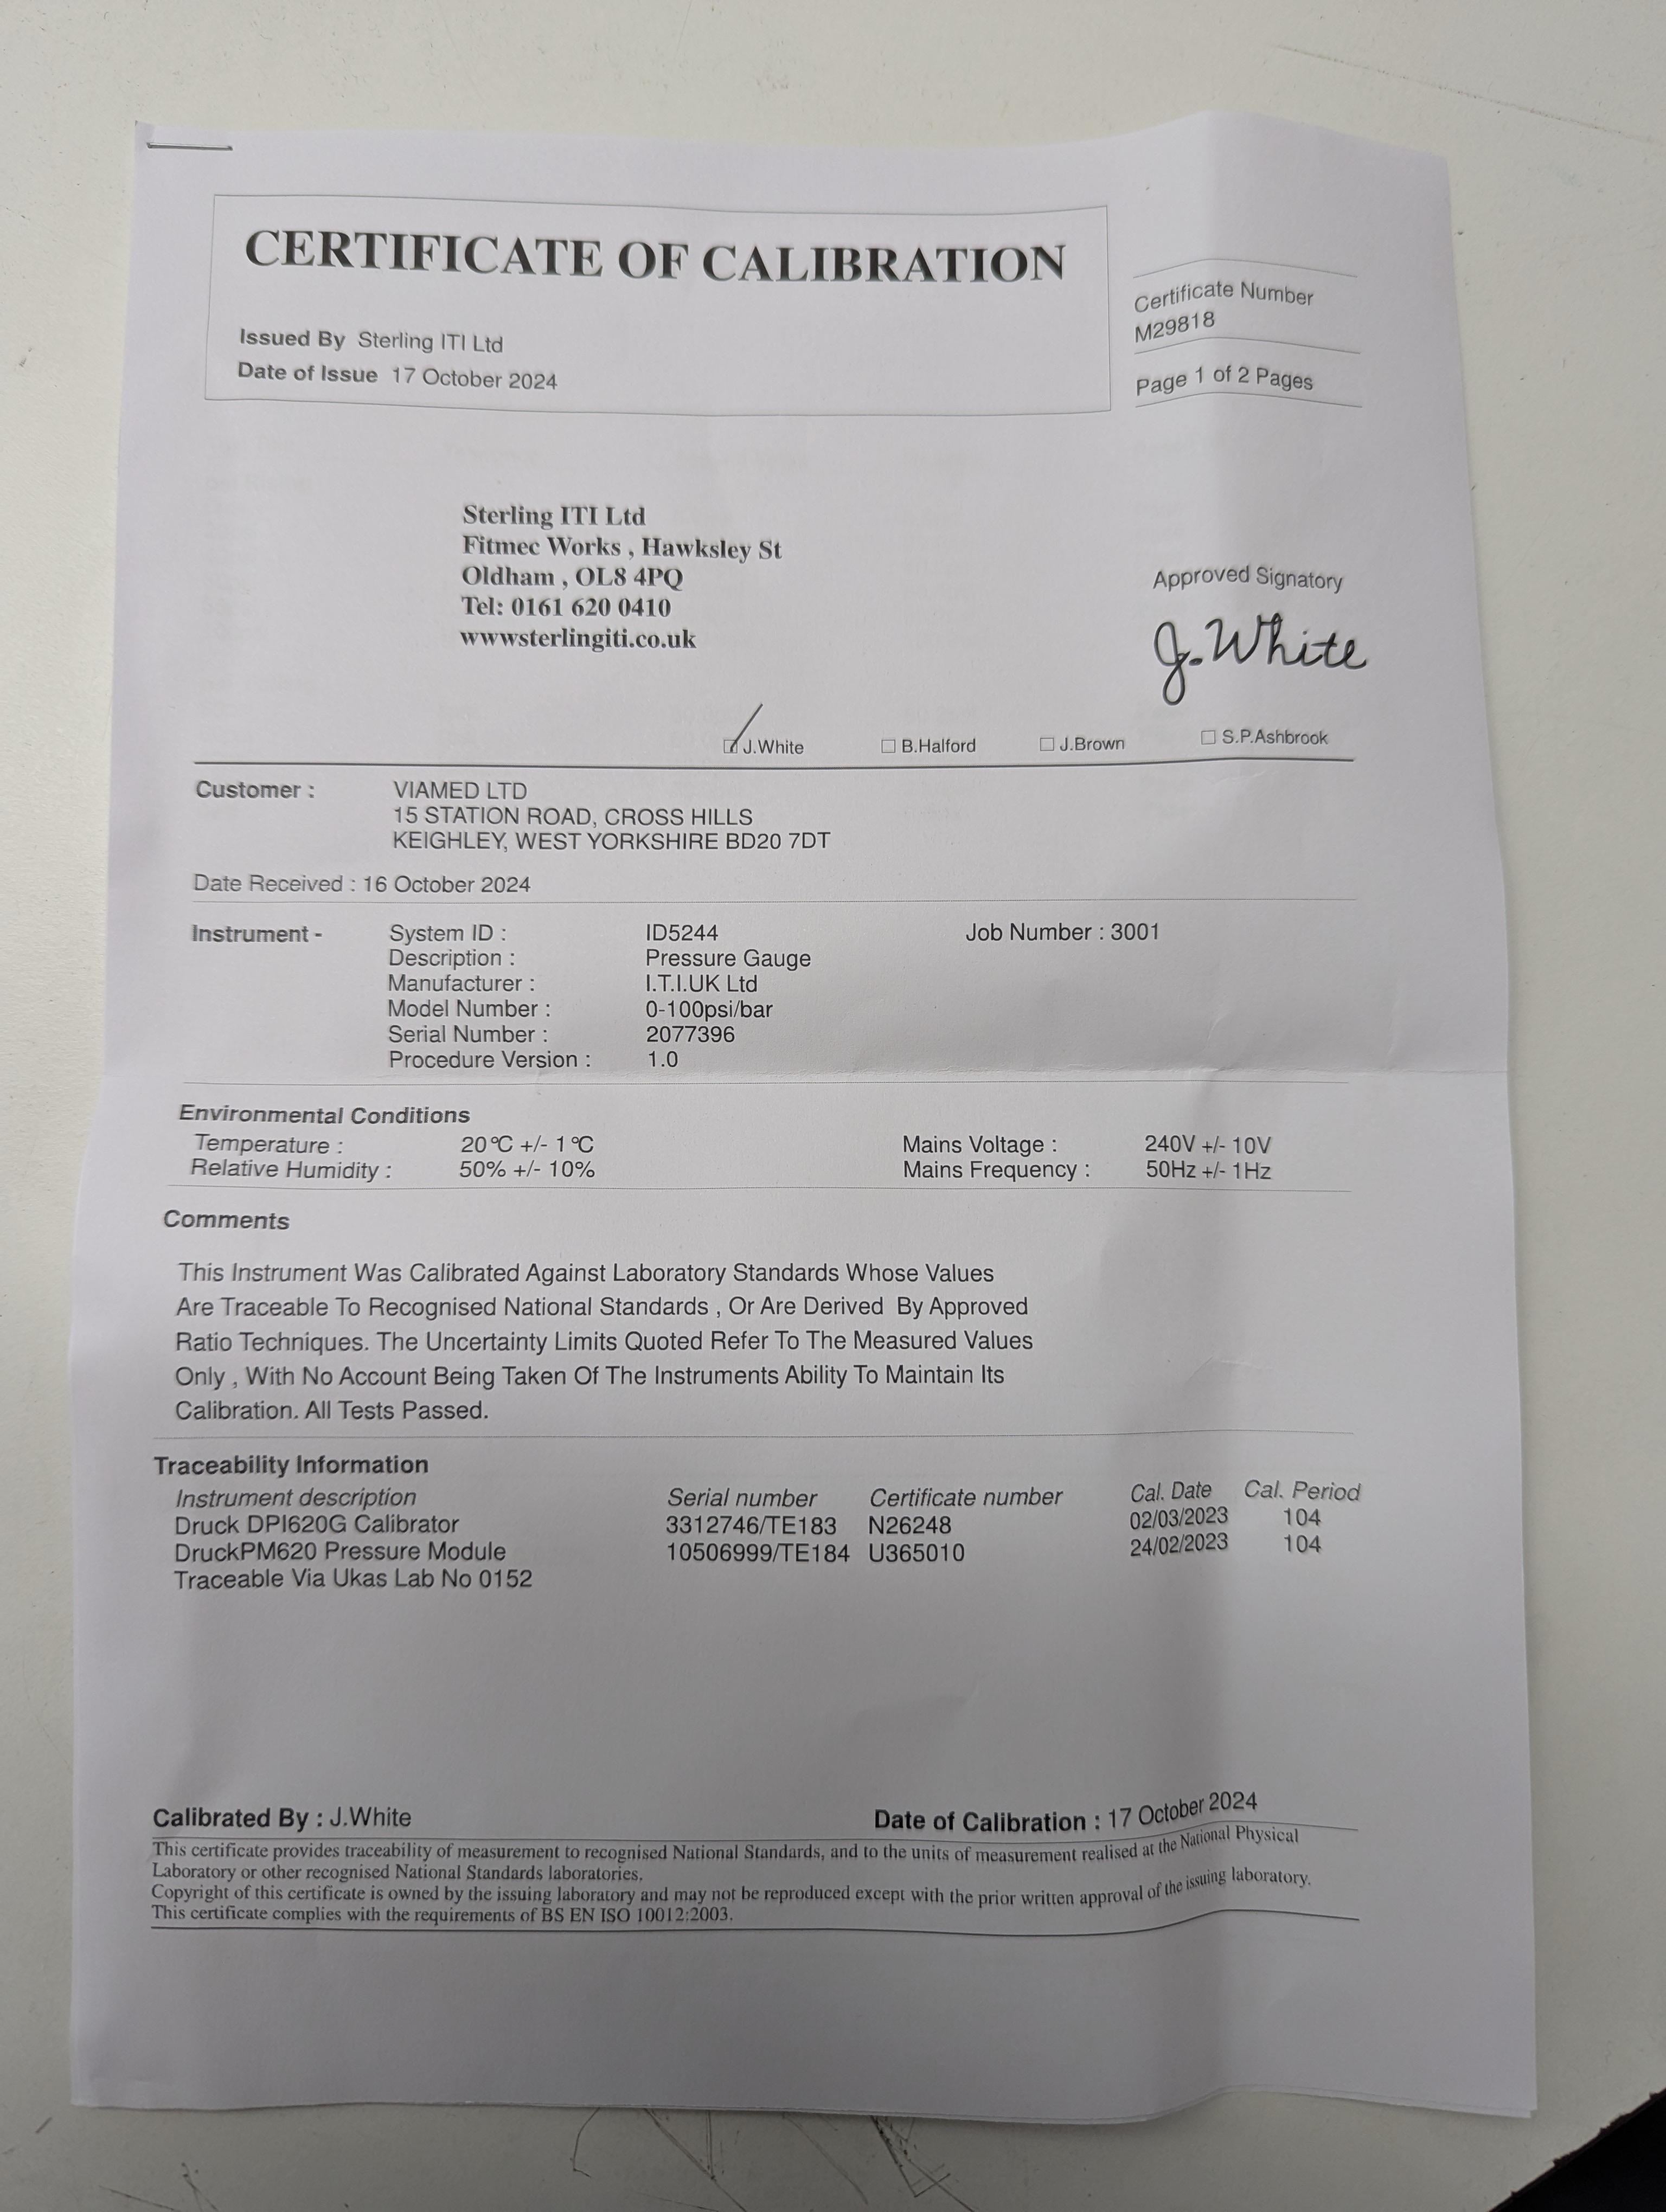 CERTIFICATE OF CALIBRATION
Issued By Sterling ITI Ltd
Date of Issue 17 October 2024
Certificate Number
M29818
Page 1 of 2 Pages
Sterling ITI Ltd
Fitmec Works , Hawksley St
Oldham , OL8 4PQ
Tel: 0161 620 0410
wwwsterlingiti.co.uk
Approved Signatory
J. White
J.White B.Halford J.Brown S.P.Ashbrook
Customer : VIAMED LTD
15 STATION ROAD, CROSS HILLS
KEIGHLEY, WEST YORKSHIRE BD20 7DT
Date Received : 16 October 2024
Instrument - System ID : ID5244 Job Number : 3001
Description : Pressure Gauge
Manufacturer : I.T.I.UK Ltd
Model Number : 0-100psi/bar
Serial Number : 2077396
Procedure Version : 1.0
Environmental Conditions
Temperature : 20°C +/- 1°C Mains Voltage : 240V +/- 10V
Relative Humidity : 50% +/- 10% Mains Frequency : 50Hz +/- 1Hz
Comments
This Instrument Was Calibrated Against Laboratory Standards Whose Values
Are Traceable To Recognised National Standards , Or Are Derived By Approved
Ratio Techniques. The Uncertainty Limits Quoted Refer To The Measured Values
Only , With No Account Being Taken Of The Instruments Ability To Maintain Its
Calibration. All Tests Passed.
Traceability Information
Instrument description Serial number Certificate number Cal. Date Cal. Period
Druck DPI620G Calibrator 3312746/TE183 N26248 02/03/2023 104
DruckPM620 Pressure Module 10506999/TE184 U365010 24/02/2023 104
Traceable Via Ukas Lab No 0152
Calibrated By : J.White Date of Calibration : 17 October 2024
This certificate provides traceability of measurement to recognised National Standards, and to the units of measurement realised at the National Physical
Laboratory or other recognised National Standards laboratories.
Copyright of this certificate is owned by the issuing laboratory and may not be reproduced except with the prior written approval of the issuing laboratory.
This certificate complies with the requirements of BS EN ISO 10012:2003.